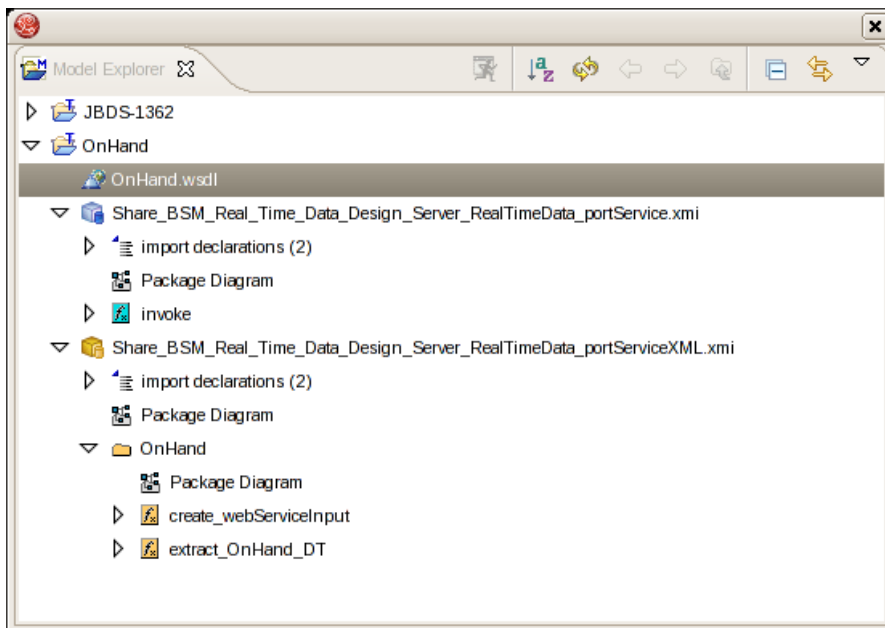 Model Explorer
JBDS-1362
OnHand
OnHand.wsdl
Share_BSM_Real_Time_Data_Design_Server_RealTimeData_portService.xmi
import declarations (2)
Package Diagram
invoke
Share_BSM_Real_Time_Data_Design_Server_RealTimeData_portServiceXML.xmi
import declarations (2)
Package Diagram
OnHand
Package Diagram
create_webServiceInput
extract_OnHand_DT